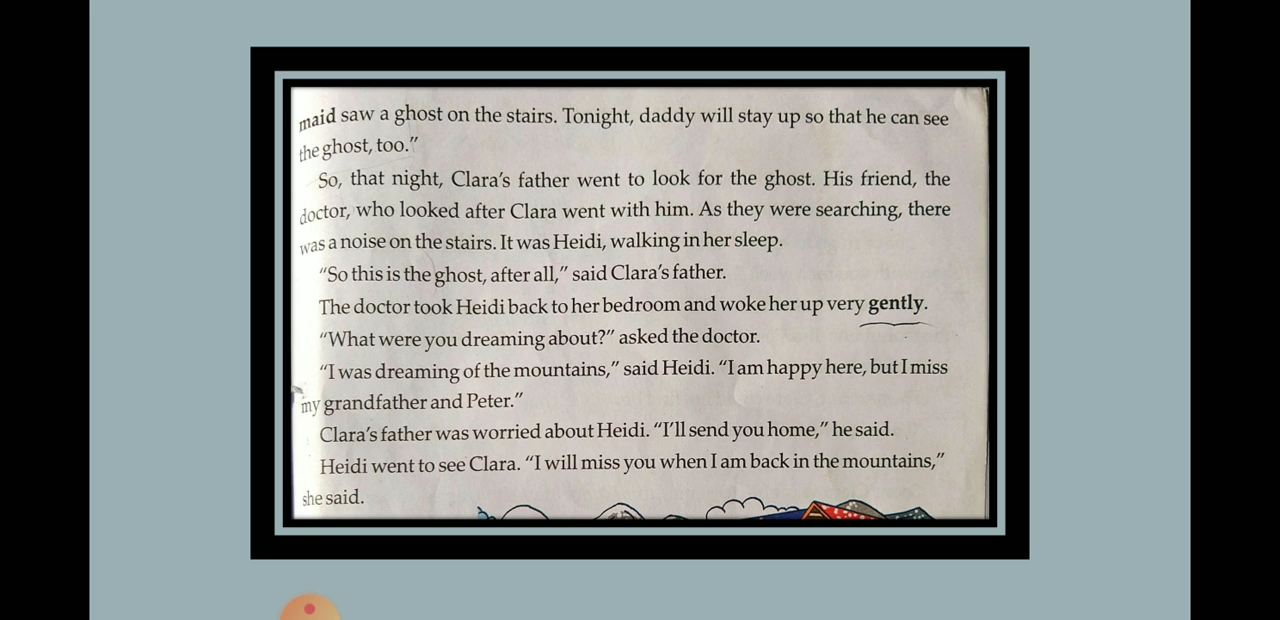 maid saw a ghost on the stairs. Tonight, daddy will stay up so that he can see
the ghost, too.”
So, that night, Clara’s father went to look for the ghost. His friend, the
doctor, who looked after Clara went with him. As they were searching, there
was a noise on the stairs. It was Heidi, walking in her sleep.
“So this is the ghost, after all,” said Clara’s father.
The doctor took Heidi back to her bedroom and woke her up very gently.
“What were you dreaming about?” asked the doctor.
“I was dreaming of the mountains,” said Heidi. “I am happy here, but I miss
my grandfather and Peter.”
Clara’s father was worried about Heidi. “I’ll send you home,” he said.
Heidi went to see Clara. “I will miss you when I am back in the mountains,”
she said.